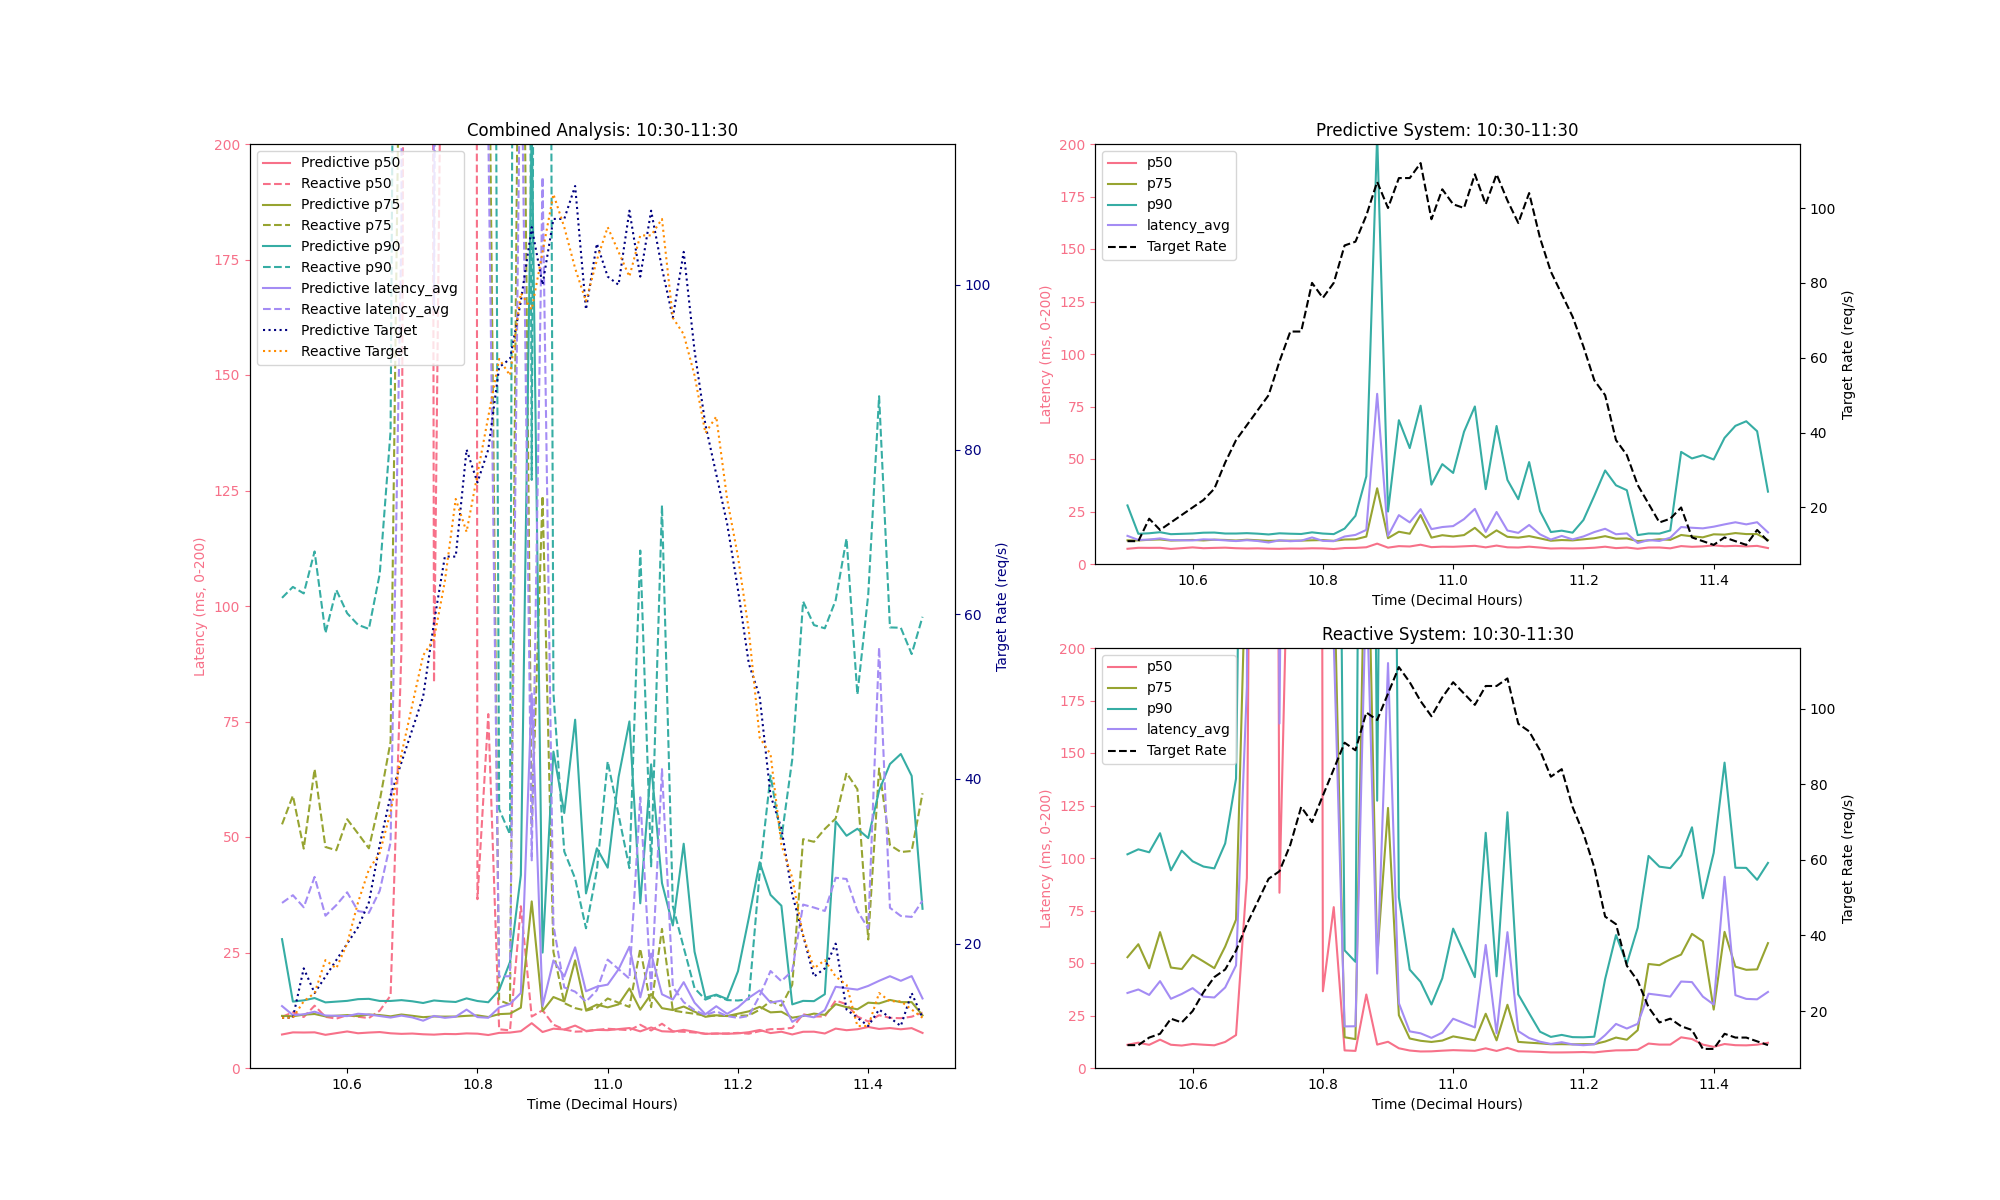 Combined Analysis: 10:30-11:30
Latency (ms, 0-200)
200
175
150
125
100
75
50
25
0
Predictive p50
Reactive p50
Predictive p75
Reactive p75
Predictive p90
Reactive p90
Predictive latency_avg
Reactive latency_avg
Predictive Target
Reactive Target
100
80
60
40
20
Target Rate (req/s)
10.6 10.8 11.0 11.2 11.4
Time (Decimal Hours)
Predictive System: 10:30-11:30
Latency (ms, 0-200)
200
175
150
125
100
75
50
25
0
p50
p75
p90
latency_avg
Target Rate
100
80
60
40
20
Target Rate (req/s)
10.6 10.8 11.0 11.2 11.4
Time (Decimal Hours)
Reactive System: 10:30-11:30
Latency (ms, 0-200)
200
175
150
125
100
75
50
25
0
p50
p75
p90
latency_avg
Target Rate
100
80
60
40
20
Target Rate (req/s)
10.6 10.8 11.0 11.2 11.4
Time (Decimal Hours)